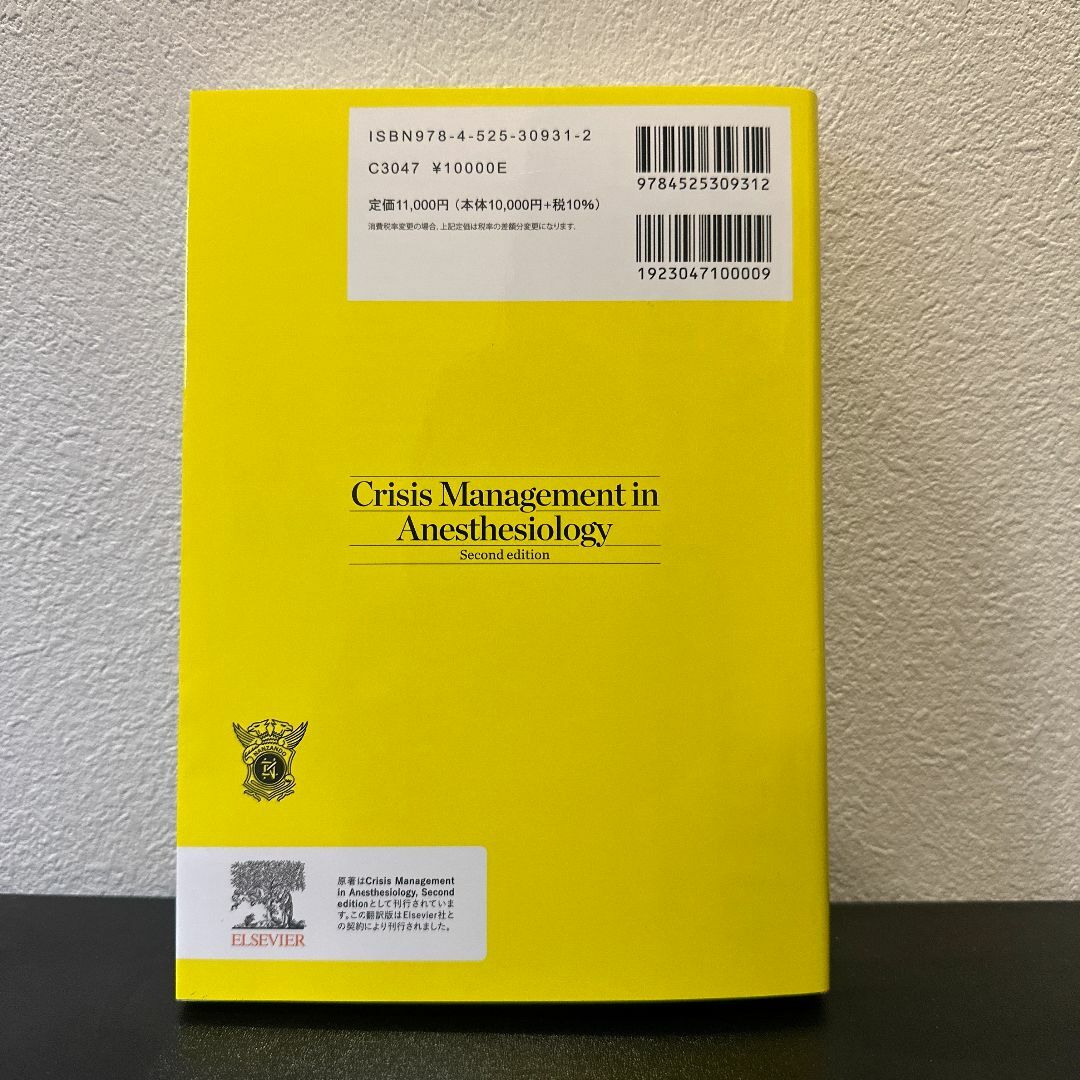 ISBN978-4-525-30931-2
C3047 ¥10000E
定価11,000円（本体10,000円+税10%）
消費税率変更の場合, 上記定価は税率の差額分変更になります.
9784525309312
1923047100009
Crisis Management in
Anesthesiology
Second edition
NANZANDO
ELSEVIER
原著はCrisis Management
in Anesthesiology, Second
editionとして刊行されていま
す。この翻訳版はElsevier社と
の契約により刊行されました。